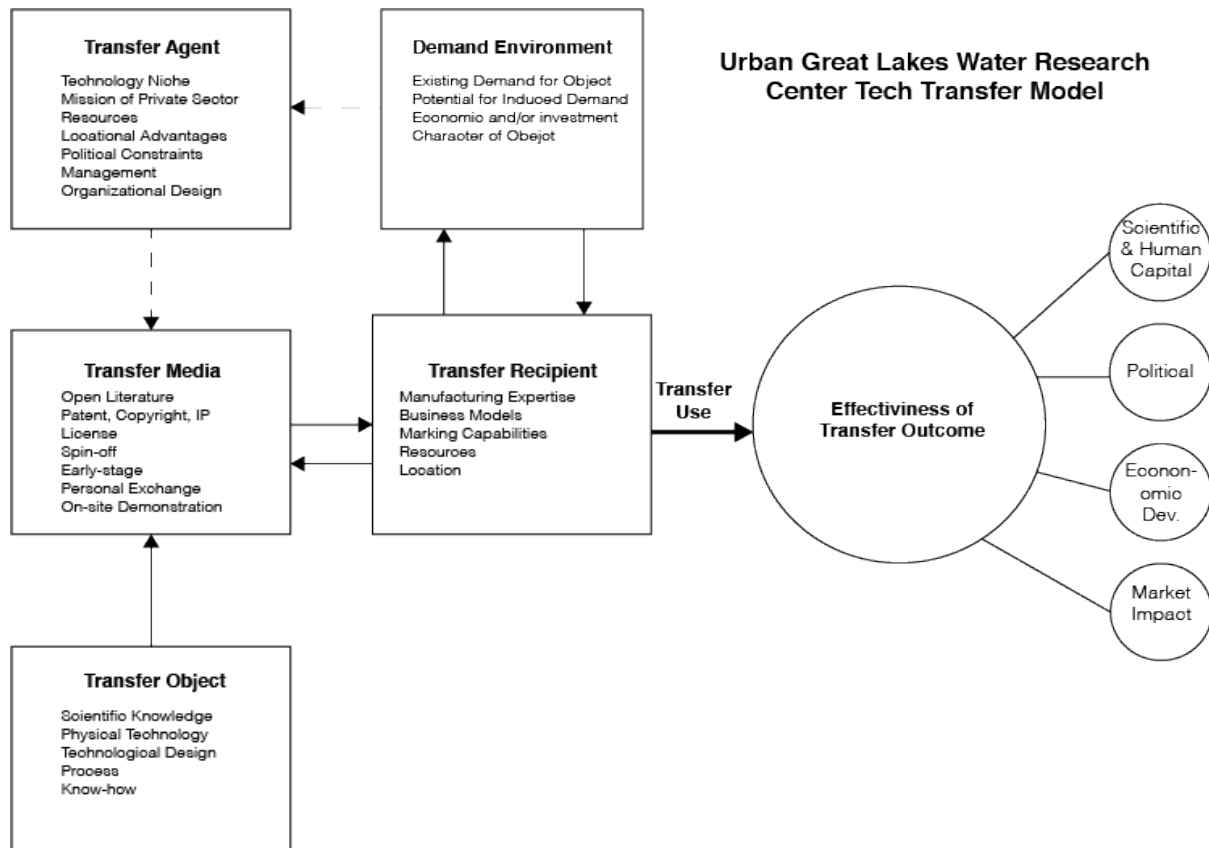 Transfer Agent
Technology Niche
Mission of Private Sector
Resources
Locational Advantages
Political Constraints
Management
Organizational Design
Demand Environment
Existing Demand for Object
Potential for Induced Demand
Economic and/or investment
Character of Obejot
Urban Great Lakes Water Research
Center Tech Transfer Model
Transfer Media
Open Literature
Patent, Copyright, IP
License
Spin-off
Early-stage
Personal Exchange
On-site Demonstration
Transfer Recipient
Manufacturing Expertise
Business Models
Marking Capabilities
Resources
Location
Transfer
Use
Effectiviness of
Transfer Outcome
Scientific
& Human
Capital
Political
Econon-
omic
Dev.
Market
Impact
Transfer Object
Scientific Knowledge
Physical Technology
Technological Design
Process
Know-how